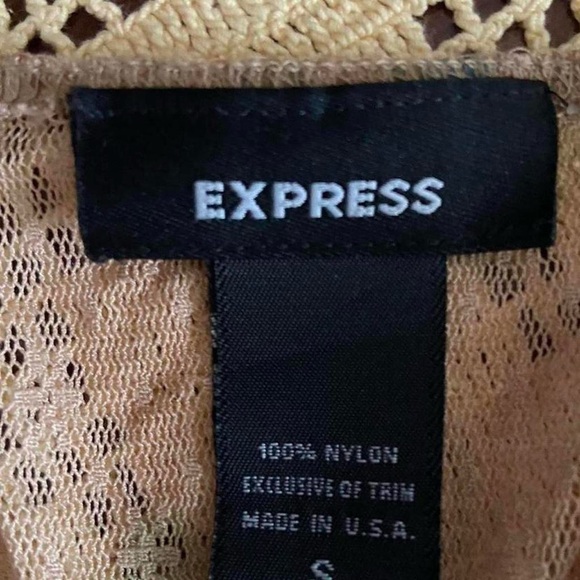 EXPRESS
100% NYLON
EXCLUSIVE OF TRIM
MADE IN U.S.A.
S